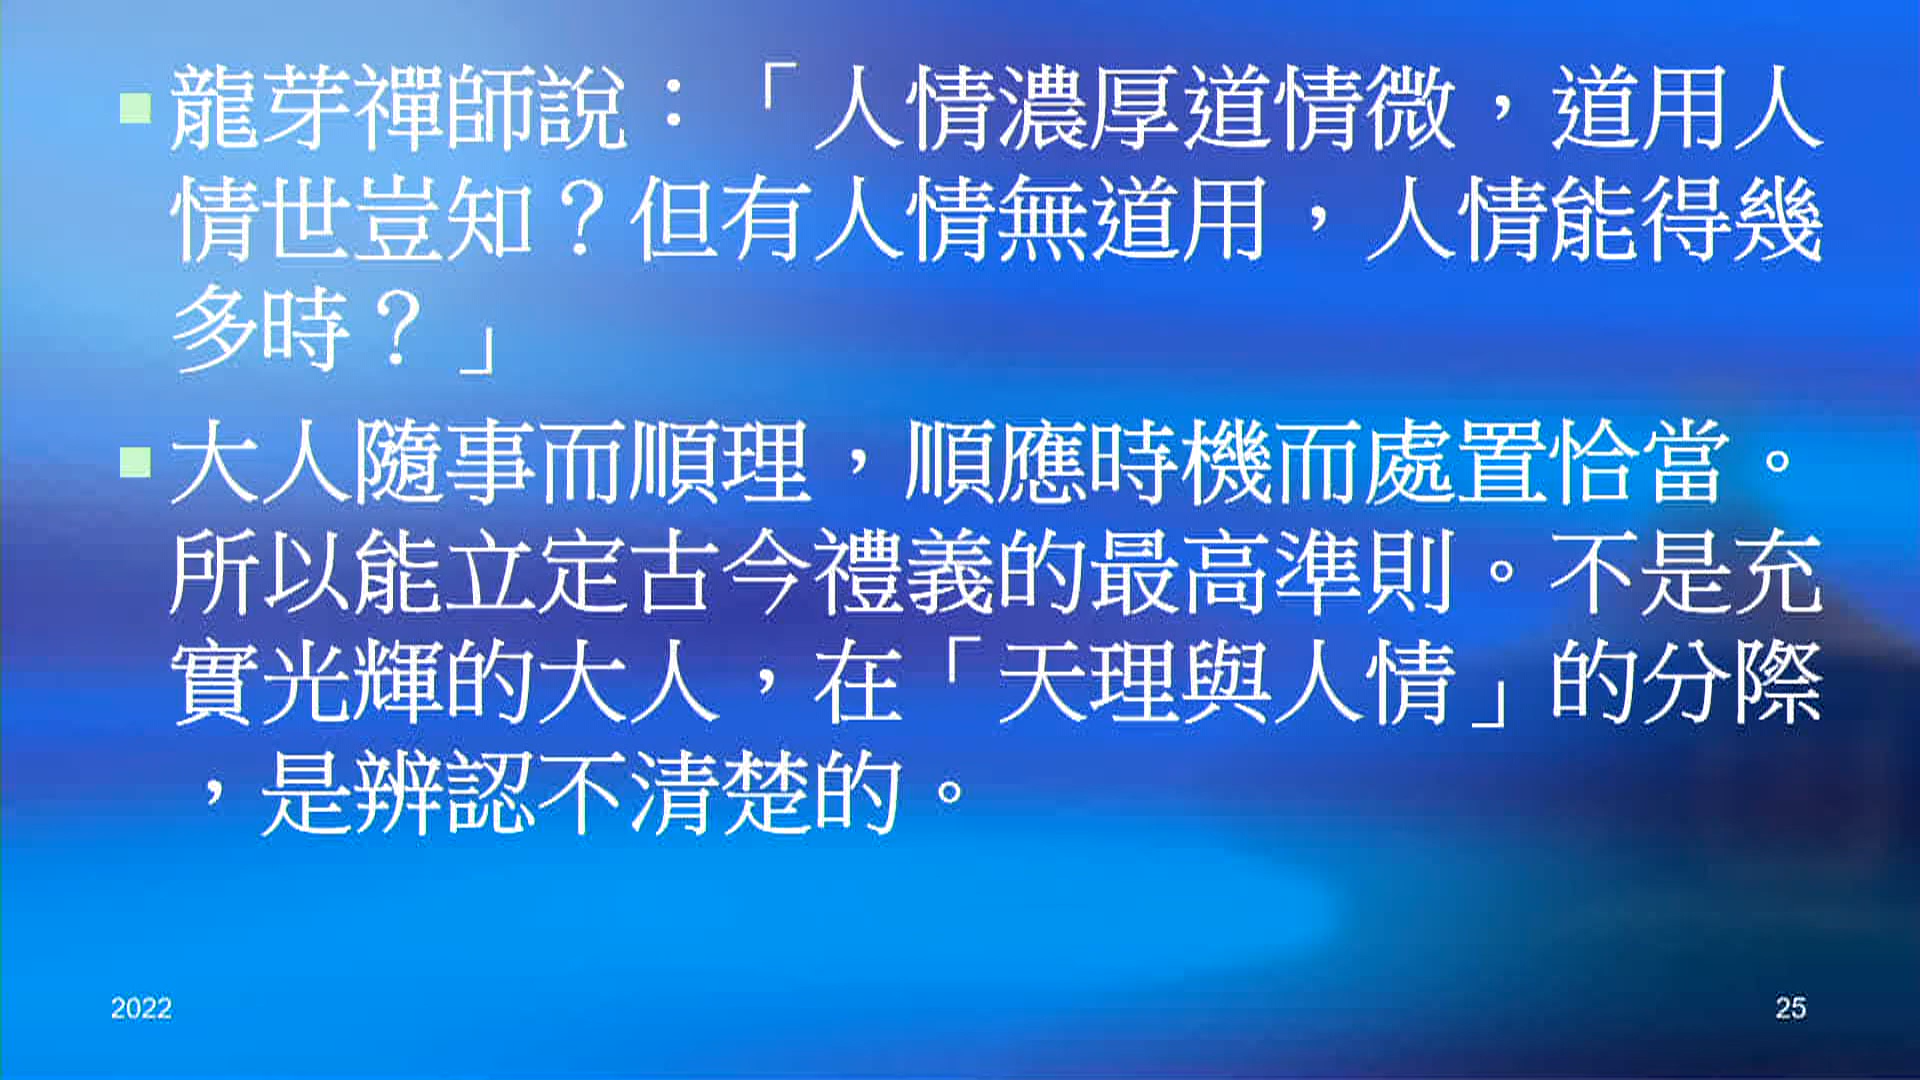 龍芽禪師說：「人情濃厚道情微，道用人
情世豈知？但有人情無道用，人情能得幾
多時？」
大人隨事而順理，順應時機而處置恰當。
所以能立定古今禮義的最高準則。不是充
實光輝的大人，在「天理與人情」的分際
，是辨認不清楚的。
2022
25